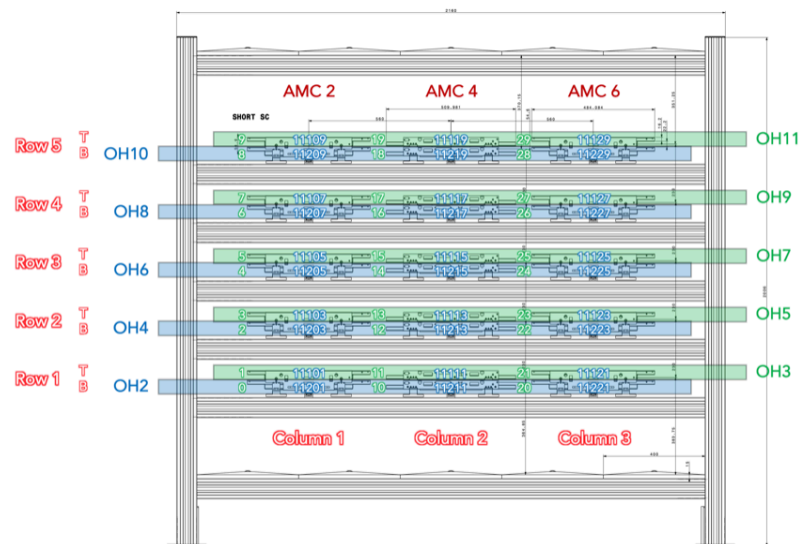 2195
AMC 2 AMC 4 AMC 6
SHORT SC
Row 5 T 9 11109 19 11119 29 11129 OH11
B OH10 8 11209 18 11219 28 11229
Row 4 T 7 11107 17 11117 27 11127 OH9
B OH8 6 11207 16 11217 26 11227
Row 3 T 5 11105 15 11115 25 11125 OH7
B OH6 4 11205 14 11215 24 11225
Row 2 T 3 11103 13 11113 23 11123 OH5
B OH4 2 11203 12 11213 22 11223
Row 1 T 1 11101 11 11111 21 11121 OH3
B OH2 0 11201 10 11211 20 11221
Column 1 Column 2 Column 3